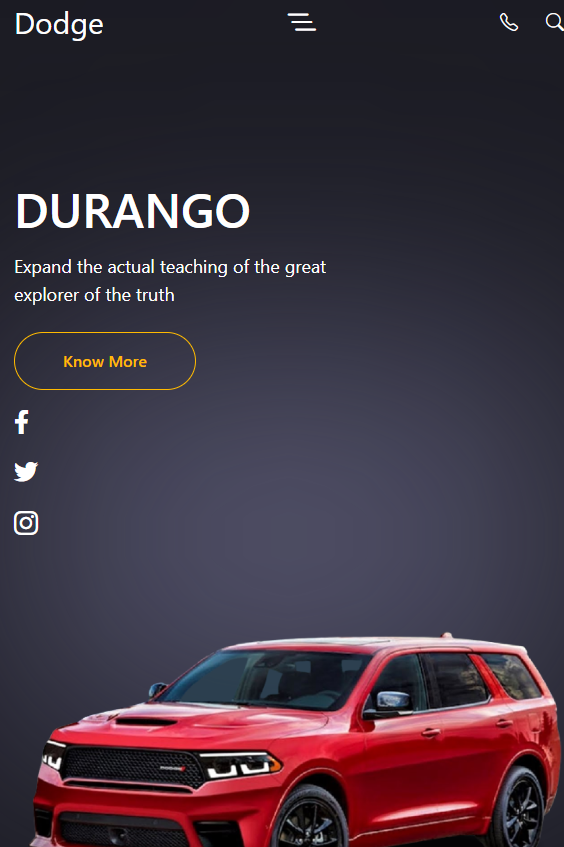 Dodge
DURANGO
Expand the actual teaching of the great
explorer of the truth
Know More